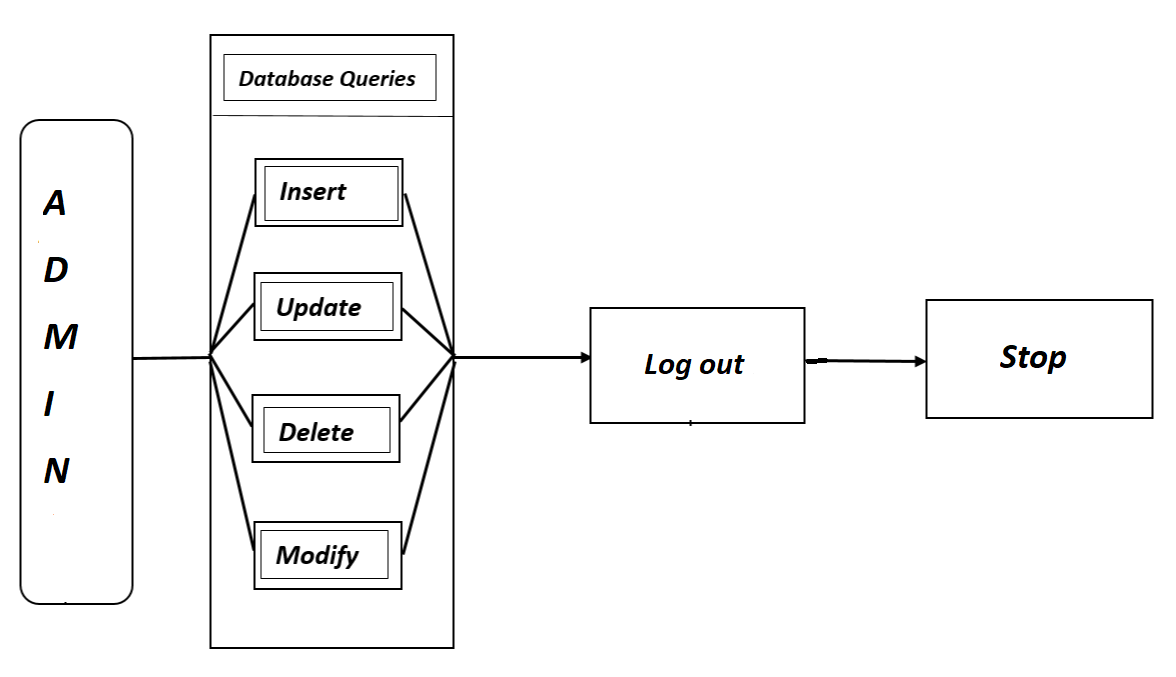 Database Queries
A
D
M
I
N
Insert
Update
Delete
Modify
Log out
Stop